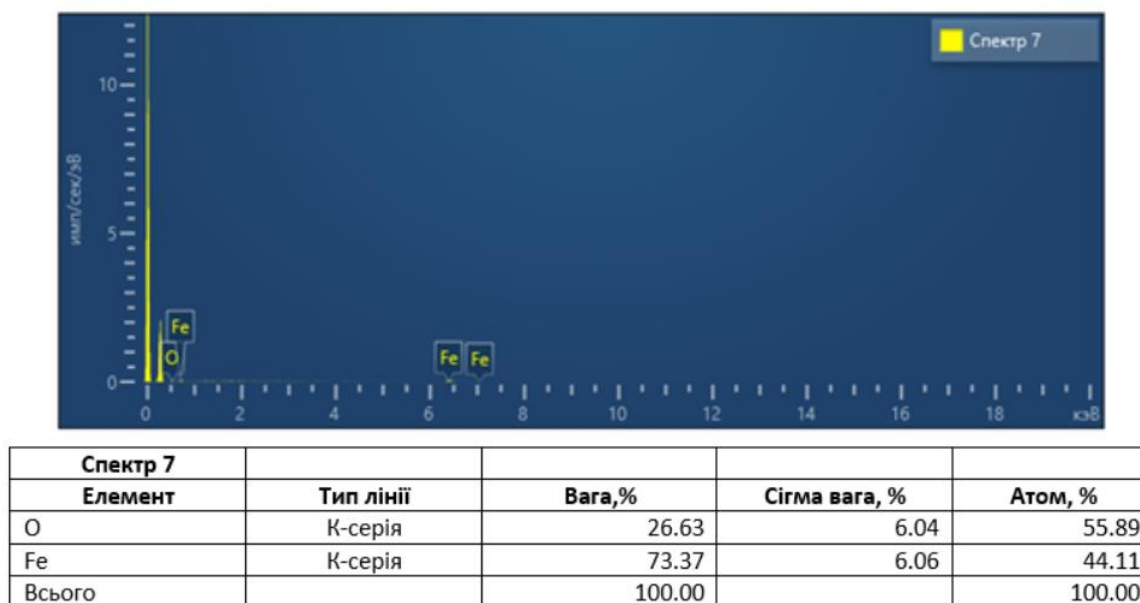 Спектр 7
10
имп/сек/эВ
5
Fe
O
Fe Fe
0
0 2 4 6 8 10 12 14 16 18 кэВ
Спектр 7
Елемент Тип лінії Вага,% Сігма вага, % Атом, %
O К-серія 26.63 6.04 55.89
Fe К-серія 73.37 6.06 44.11
Всього 100.00 100.00